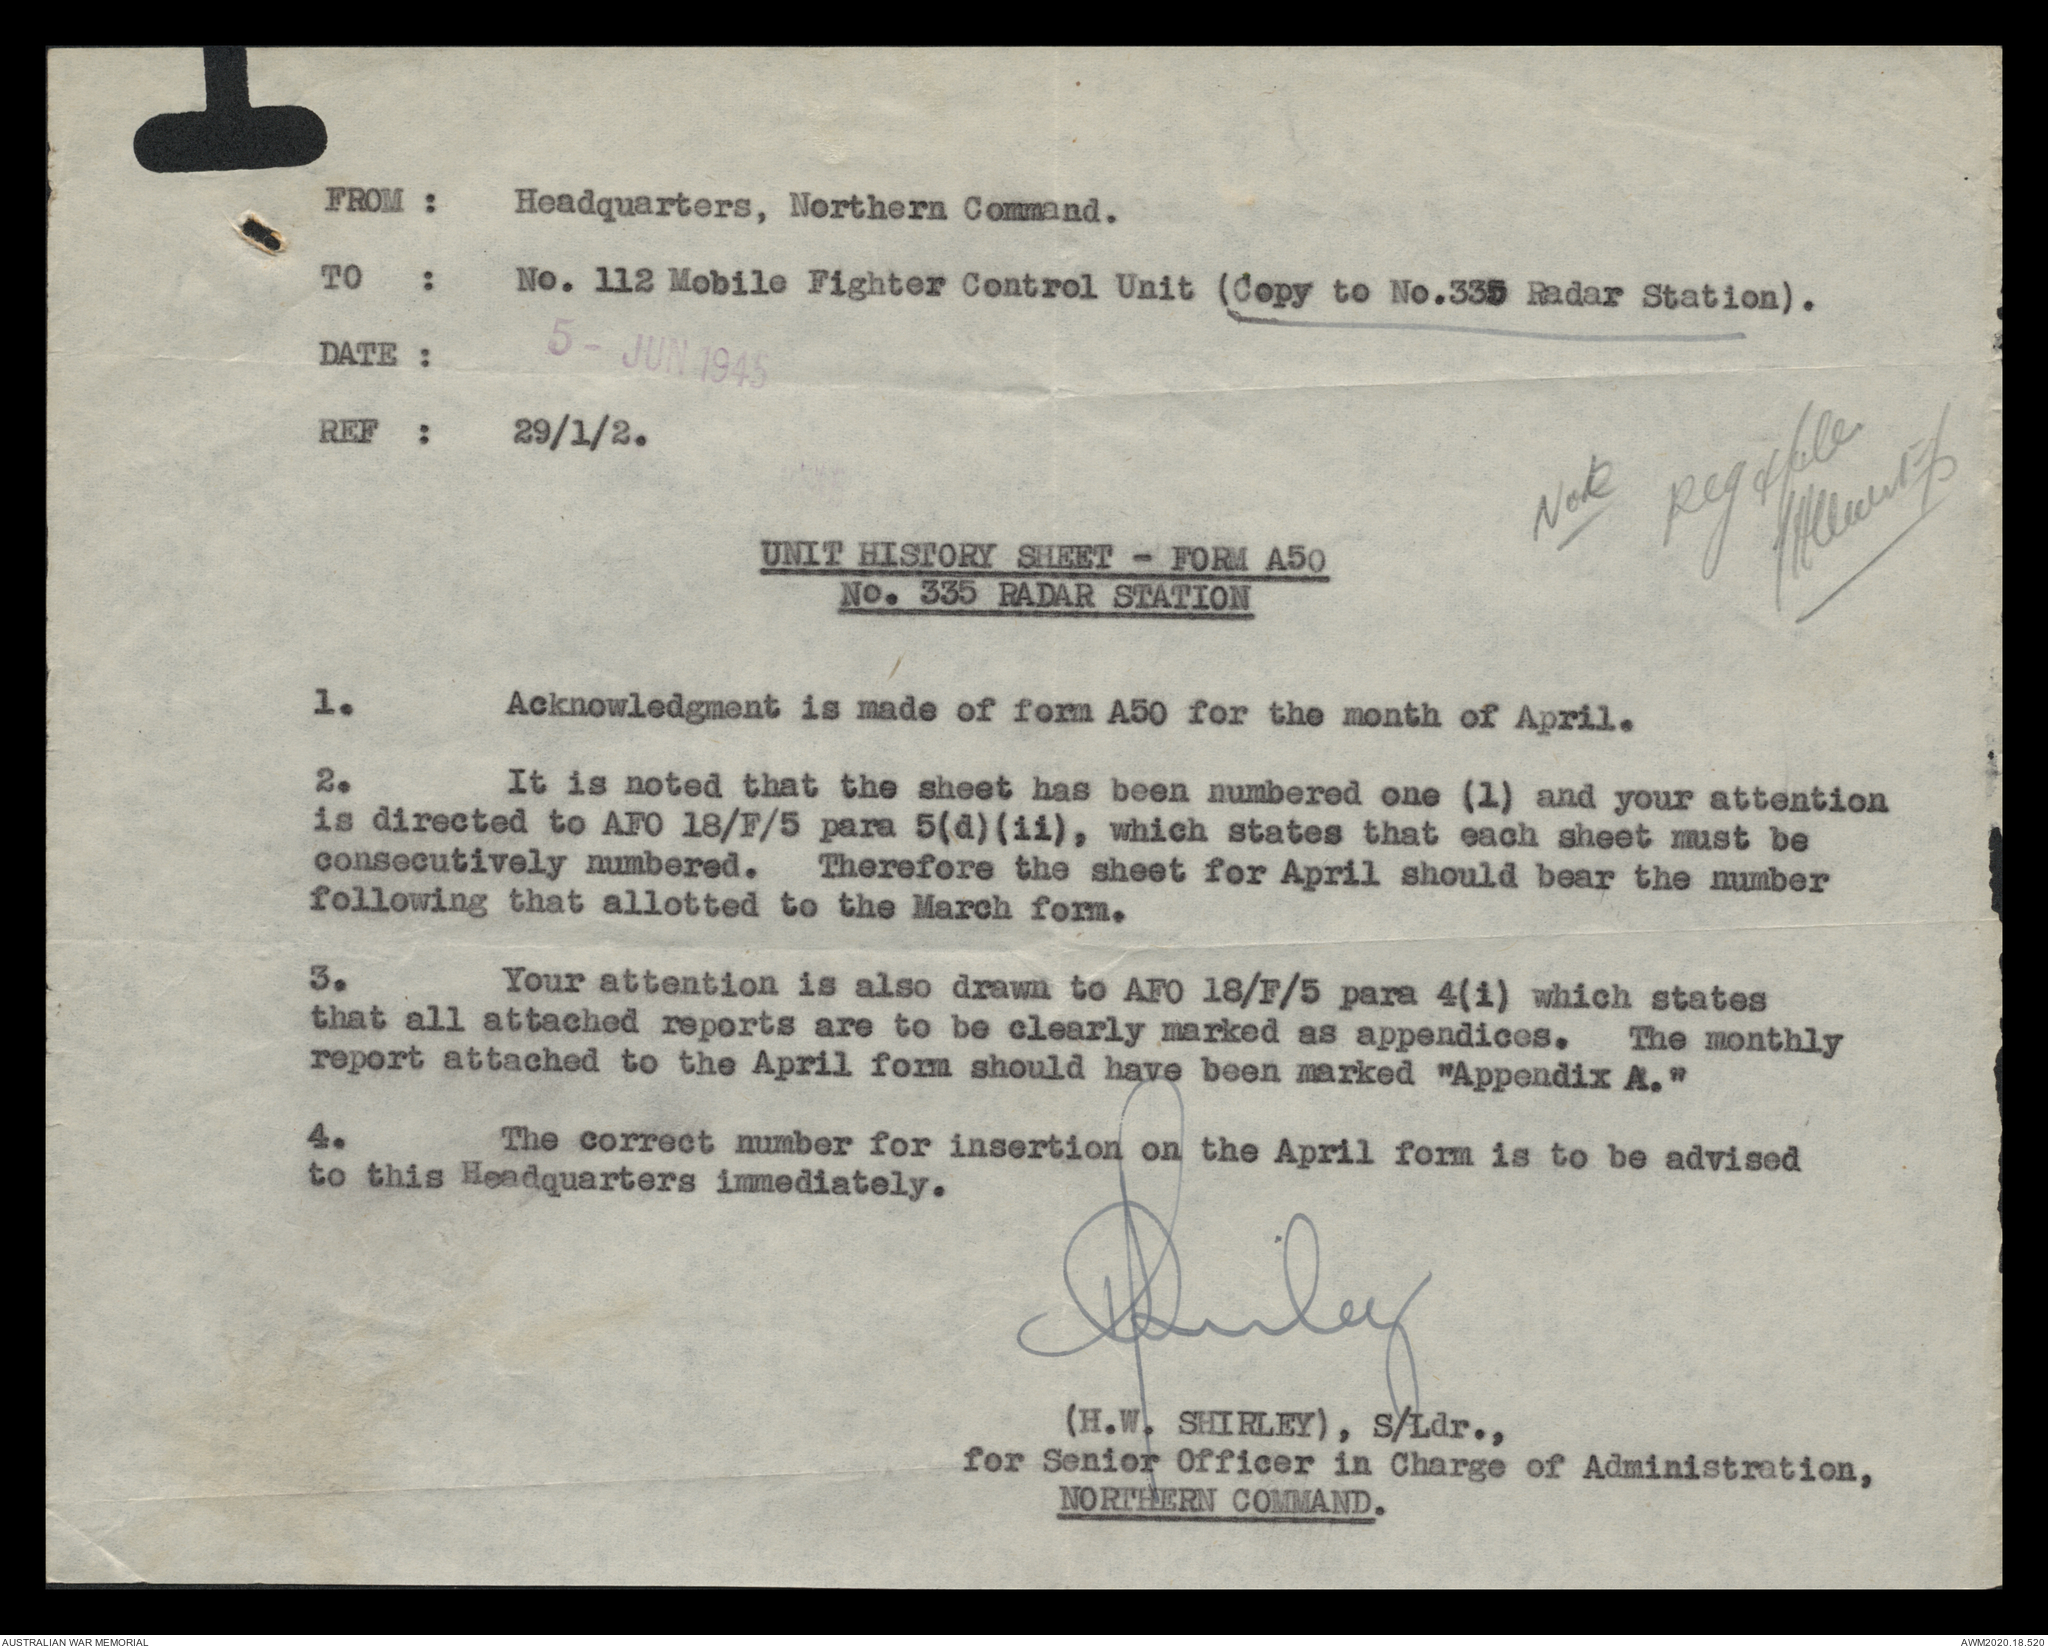 FROM : Headquarters, Northern Command.
TO : No. 112 Mobile Fighter Control Unit (Copy to No.335 Radar Station).
DATE : 5 - JUN 1945
REF : 29/1/2.
Note Reg & file
UNIT HISTORY SHEET - FORM A50
No. 335 RADAR STATION
1. Acknowledgment is made of form A50 for the month of April.
2. It is noted that the sheet has been numbered one (1) and your attention
is directed to AFO 18/F/5 para 5(d)(ii), which states that each sheet must be
consecutively numbered. Therefore the sheet for April should bear the number
following that allotted to the March form.
3. Your attention is also drawn to AFO 18/F/5 para 4(i) which states
that all attached reports are to be clearly marked as appendices. The monthly
report attached to the April form should have been marked "Appendix A."
4. The correct number for insertion on the April form is to be advised
to this Headquarters immediately.
(H.W. SHIRLEY), S/Ldr.,
for Senior Officer in Charge of Administration,
NORTHERN COMMAND.
AUSTRALIAN WAR MEMORIAL
AWM2020.18.520